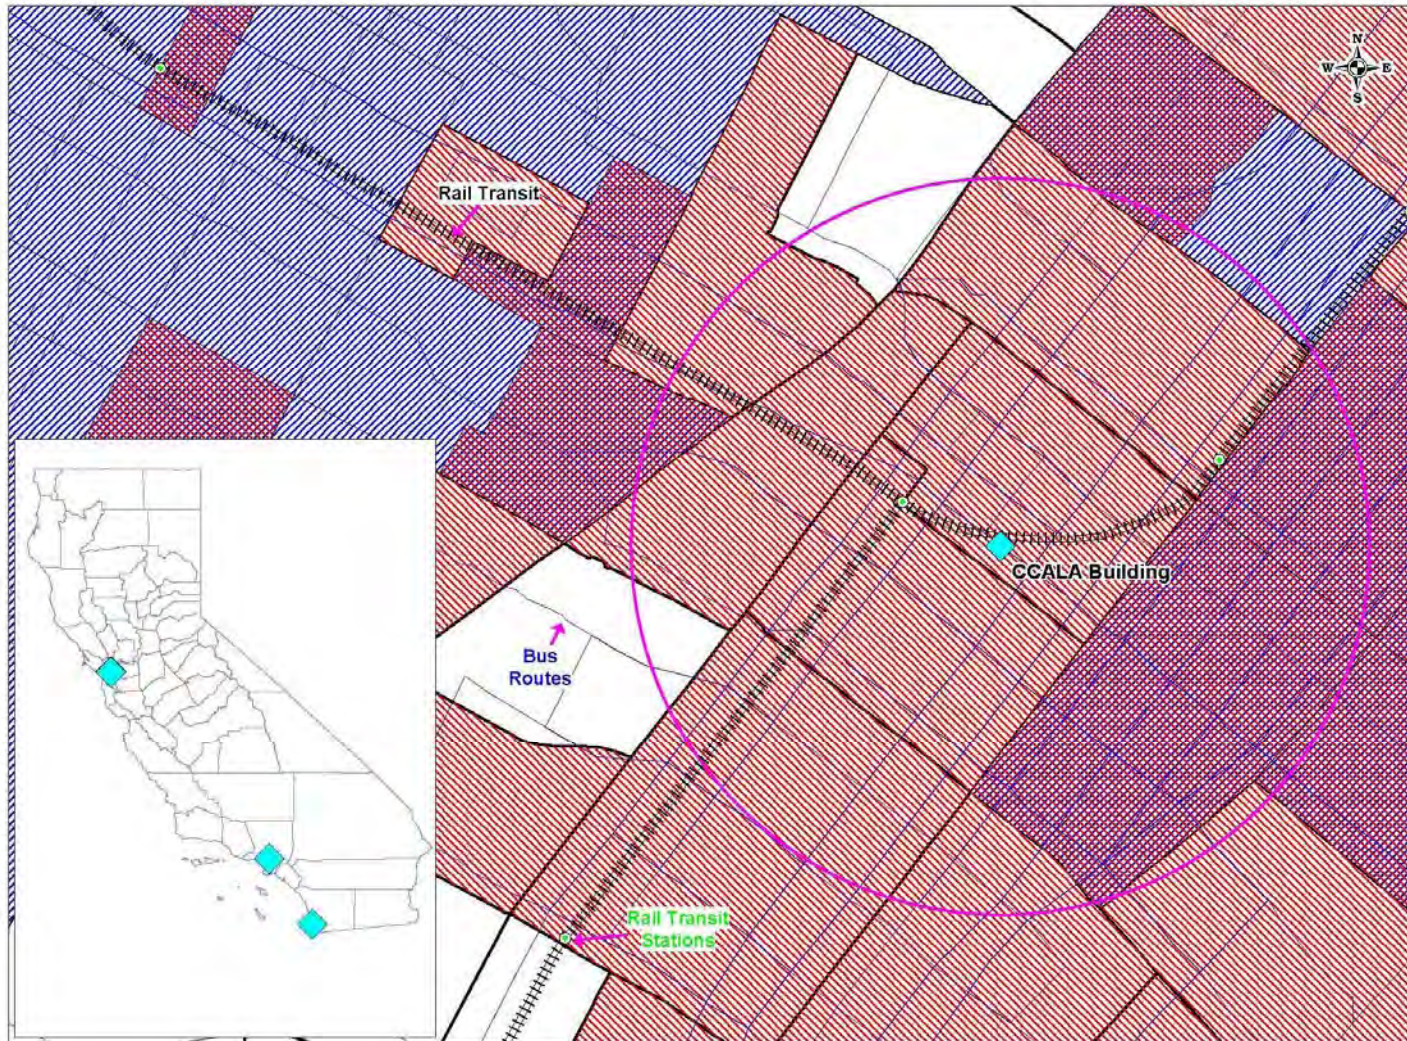 N
W E
S
Rail Transit
CCALA Building
Bus
Routes
Rail Transit
Stations